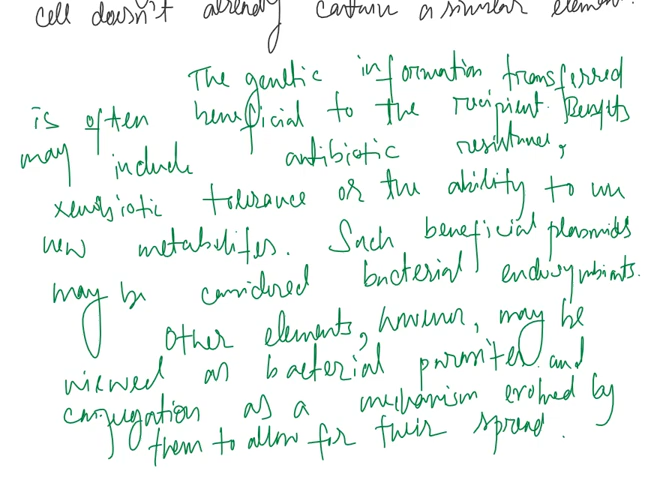 cell doesn't already contain a similar element.
The genetic information transferred
is often beneficial to the recipient. Benefits
may include antibiotic resistance,
xenobiotic tolerance or the ability to use
new metabolites. Such beneficial plasmids
may be considered bacterial endosymbionts.
Other elements, however, may be
viewed as bacterial parasites and
conjugation as a mechanism evolved by
them to allow for their spread.